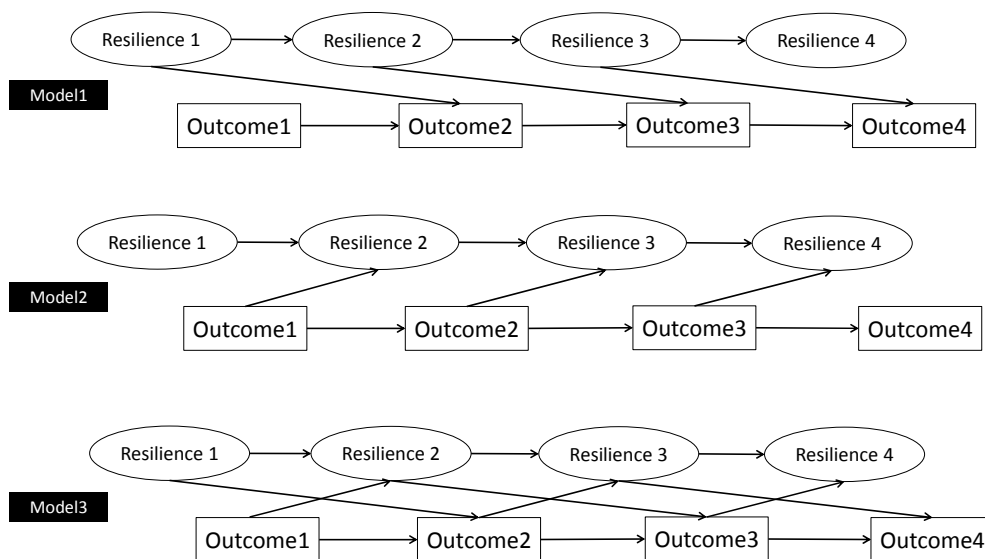 Resilience 1 Resilience 2 Resilience 3 Resilience 4
Model1
Outcome1 Outcome2 Outcome3 Outcome4
Resilience 1 Resilience 2 Resilience 3 Resilience 4
Model2
Outcome1 Outcome2 Outcome3 Outcome4
Resilience 1 Resilience 2 Resilience 3 Resilience 4
Model3
Outcome1 Outcome2 Outcome3 Outcome4